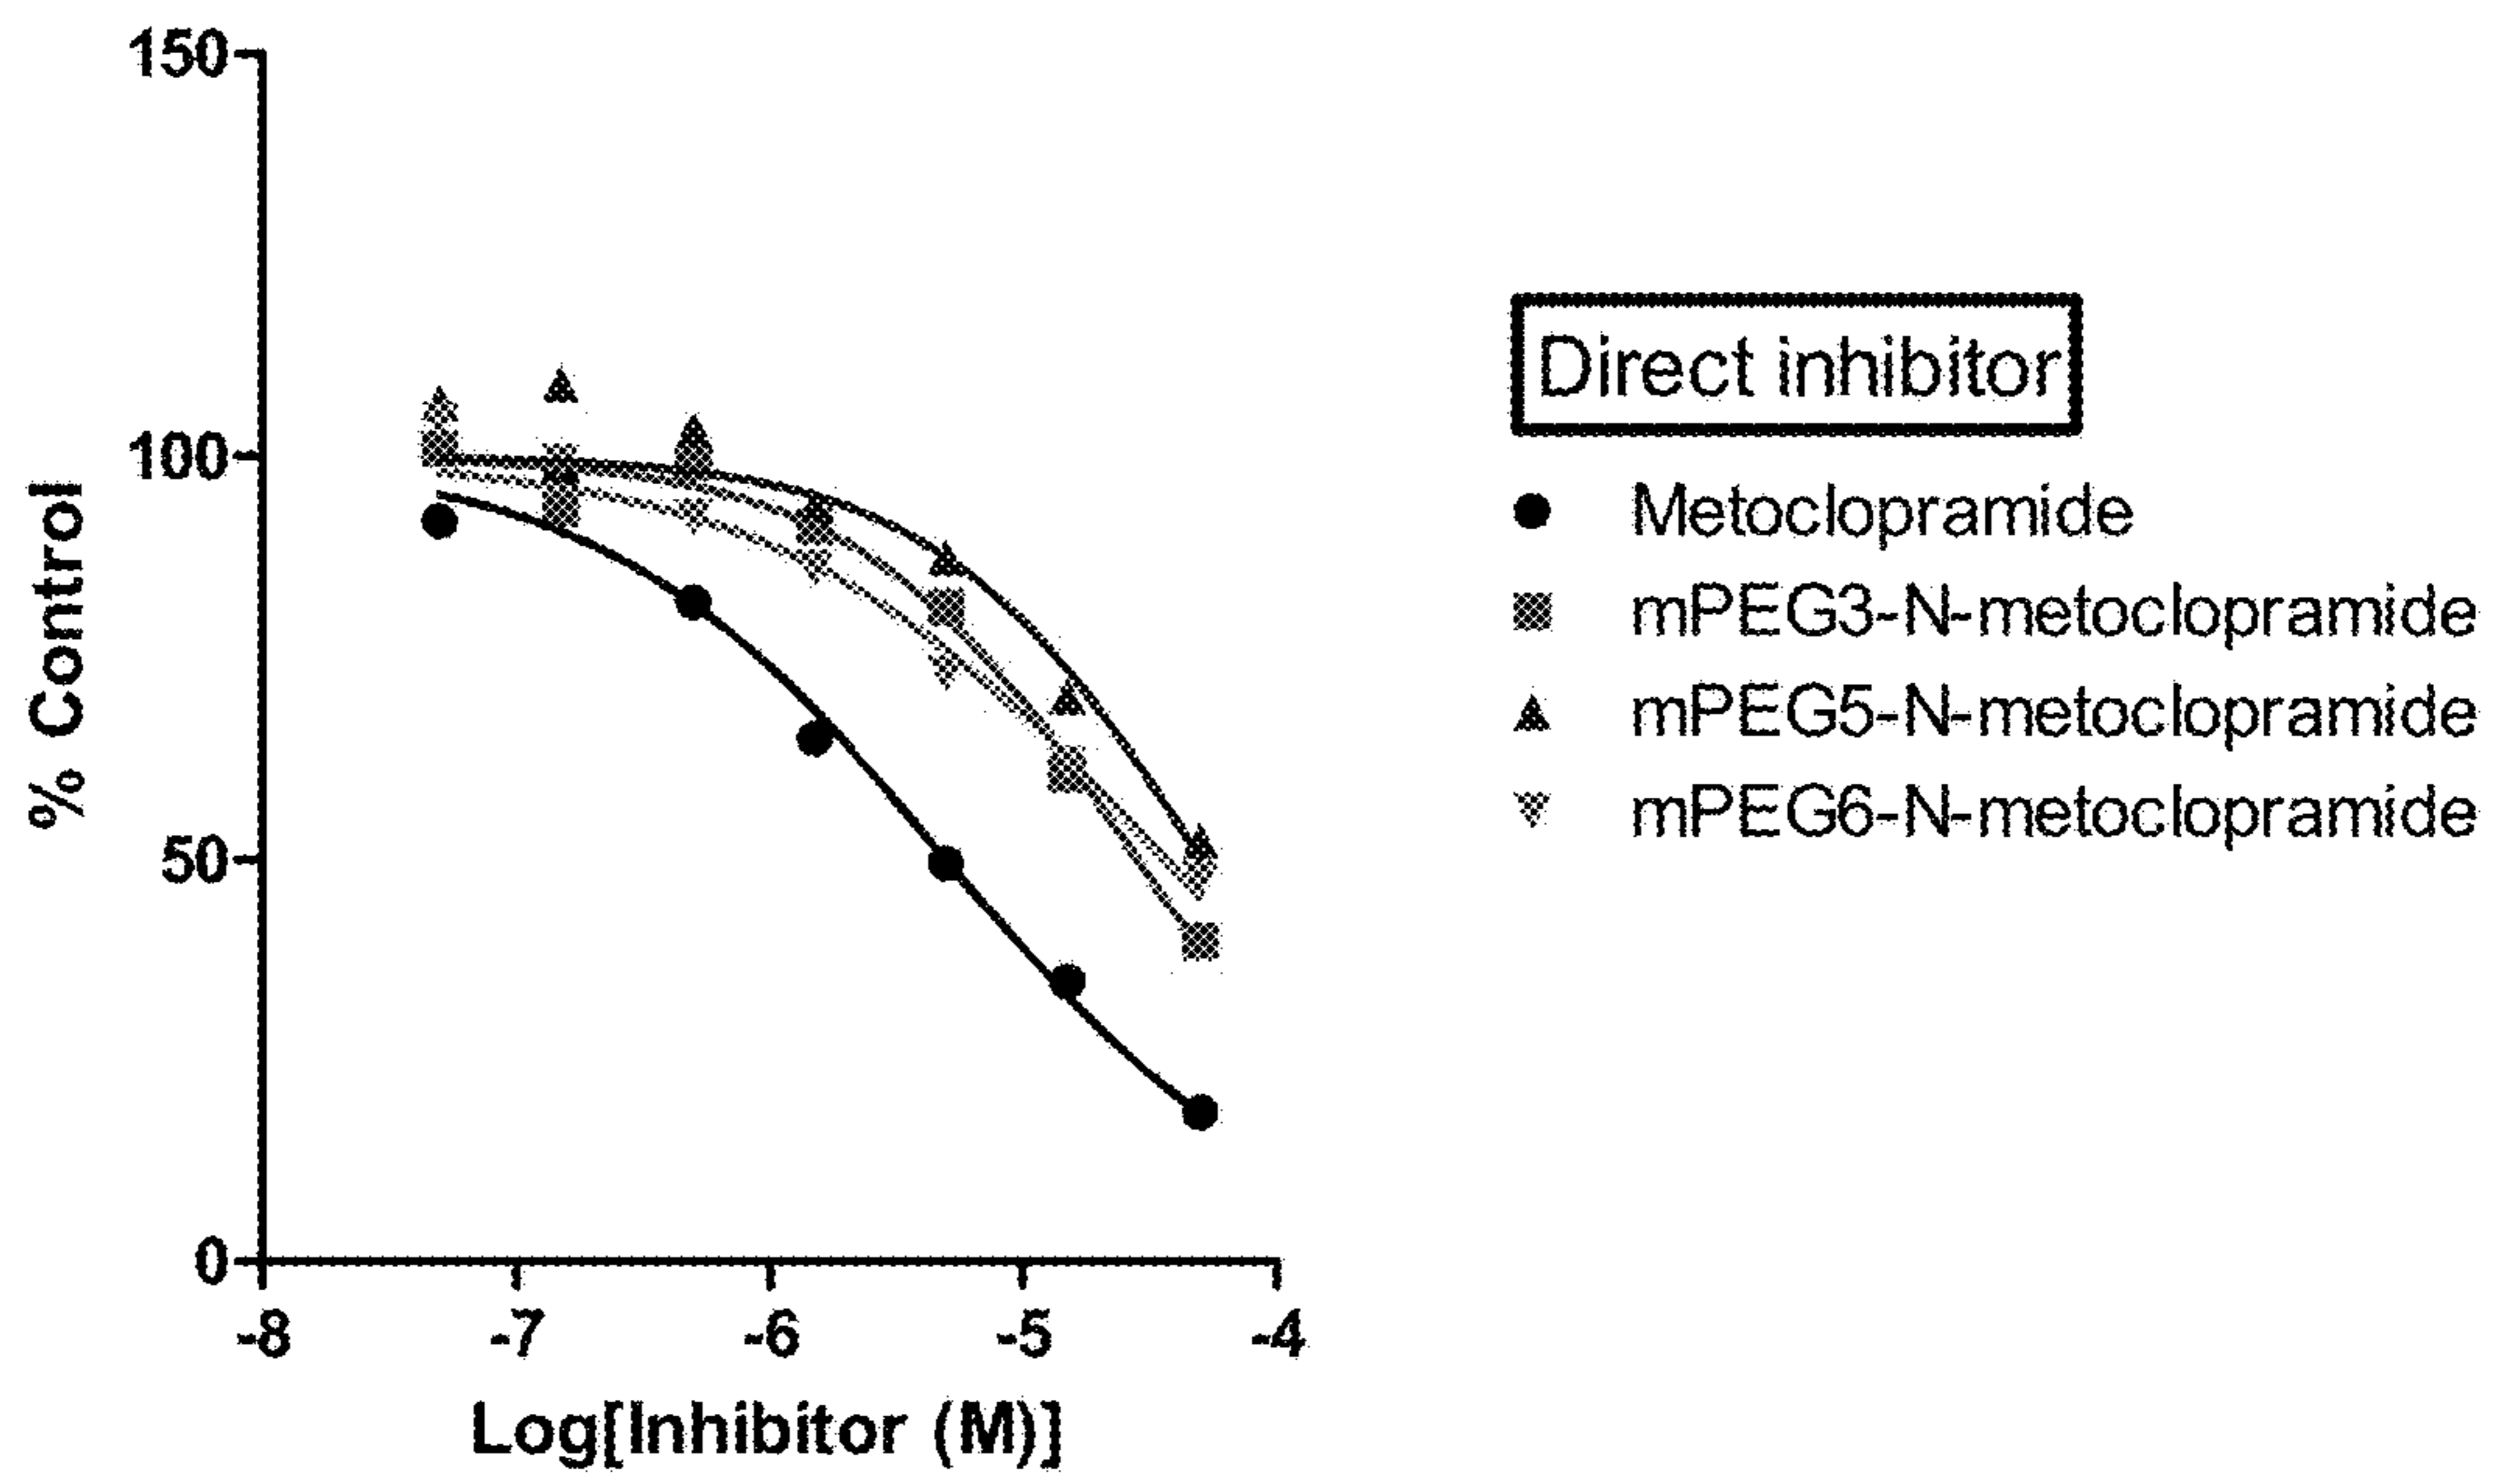 150
100
50
0
% Control
-8
-7
-6
-5
-4
Log[Inhibitor (M)]
Direct inhibitor
Metoclopramide
mPEG3-N-metoclopramide
mPEG5-N-metoclopramide
mPEG6-N-metoclopramide